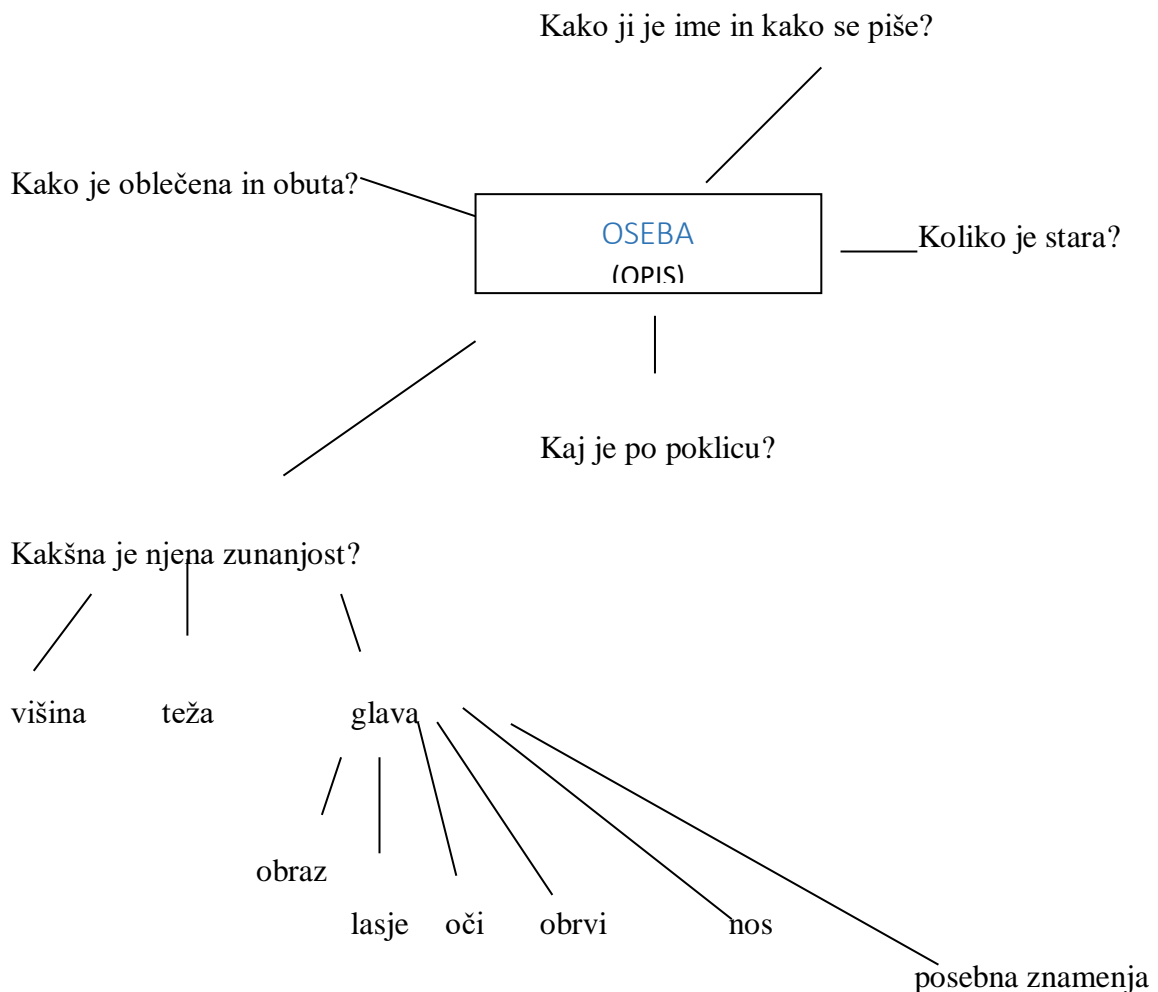 Kako ji je ime in kako se piše?
Kako je oblečena in obuta?
OSEBA
(OPIS)
Koliko je stara?
Kaj je po poklicu?
Kakšna je njena zunanjost?
višina
teža
glava
obraz
lasje
oči
obrvi
nos
posebna znamenja